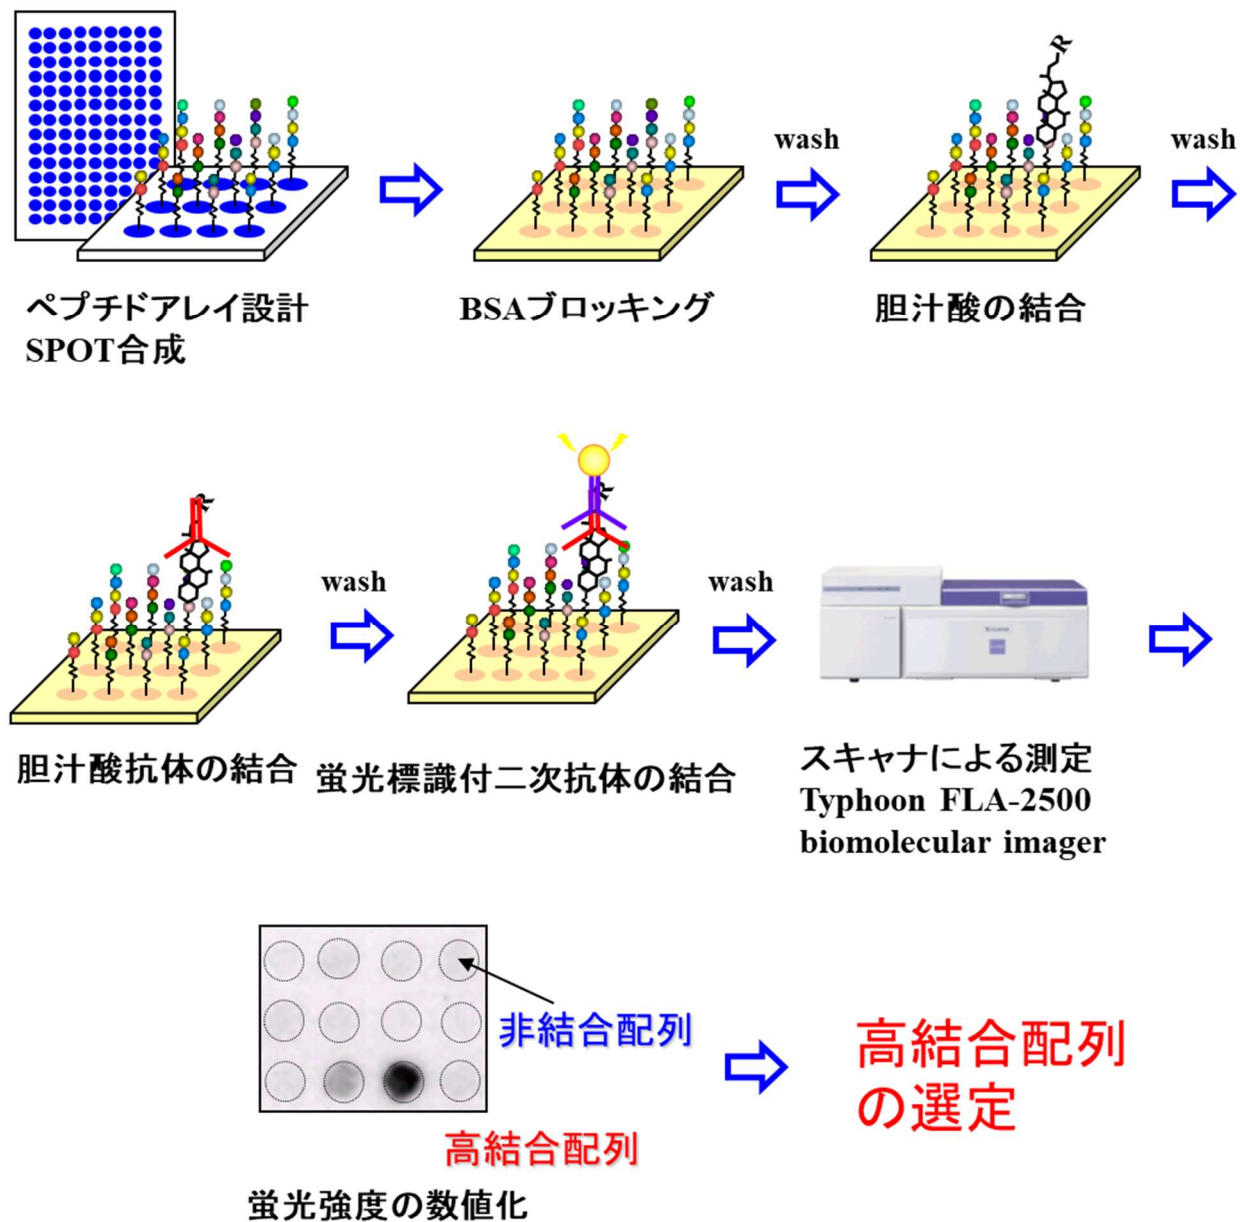 ペプチドアレイ設計
SPOT合成
BSAブロッキング
wash
胆汁酸の結合
R
wash
胆汁酸抗体の結合
R
wash
蛍光標識付二次抗体の結合
R
wash
スキャナによる測定
Typhoon FLA-2500
biomolecular imager
非結合配列
高結合配列
蛍光強度の数値化
高結合配列
の選定